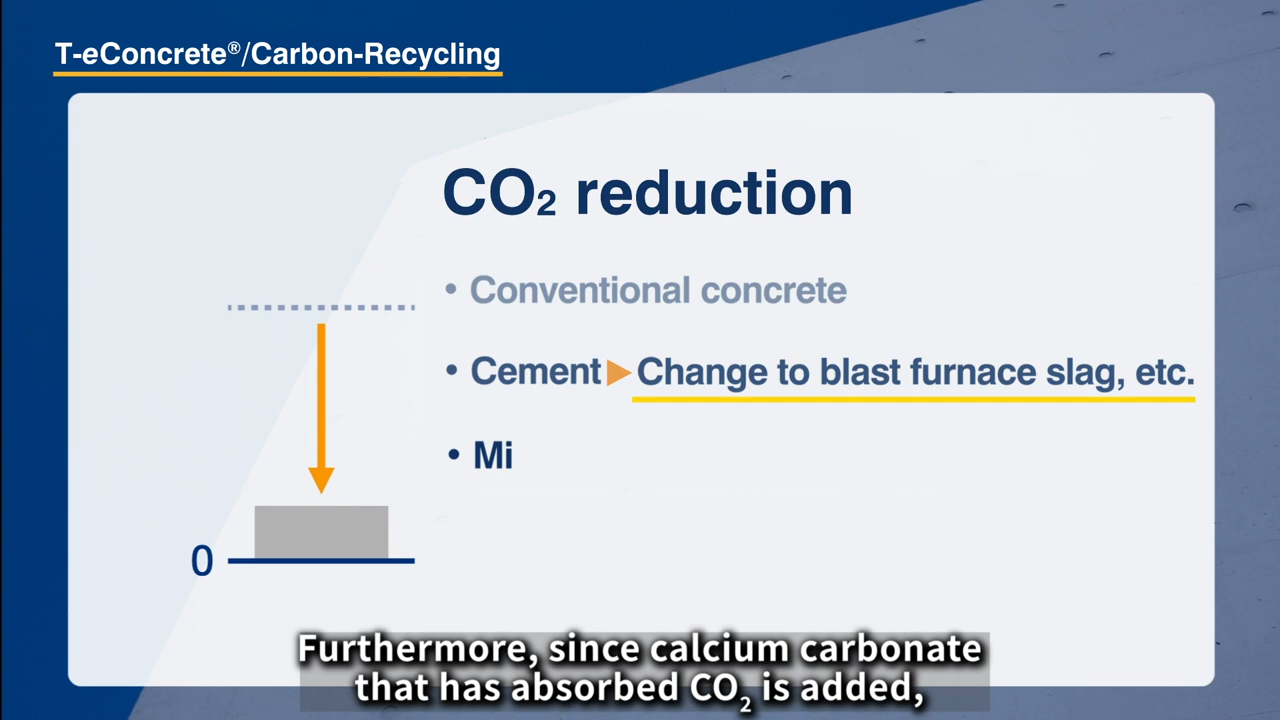 T-eConcrete®/Carbon-Recycling
CO₂ reduction
• Conventional concrete
• Cement▶Change to blast furnace slag, etc.
• Mi
0
Furthermore, since calcium carbonate
that has absorbed CO₂ is added,